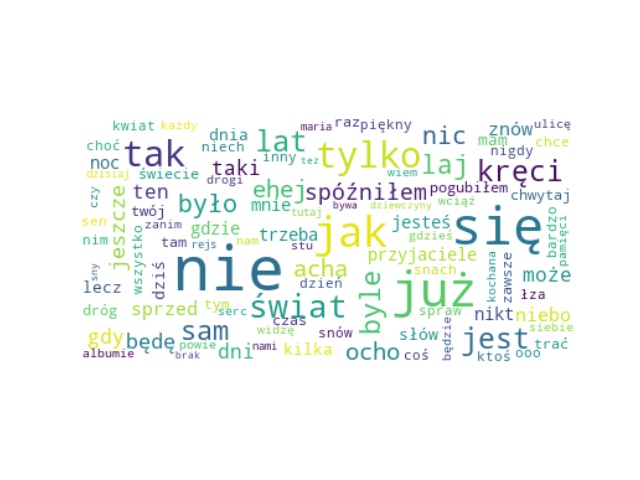 kwiat każdy maria raz piękny znów ulicę
choć dnia lat nic mam chce
noc tak niech inny tylko laj nigdy
dzisiaj świecie taki też wiem kręci
czy ten drogi ehej spóźniłem pogubiłem chwytaj
jeszcze twój było mnie bywa dziewczyny wciąż
sen zanim gdzie tutaj jak jesteś się bardzo
nim wszystko tam rejs nam trzeba stu gdzieś pamięci
dziś nie acha przyjaciele kochana zawsze
sny lecz dzień byle snach już może
dróg sprzed tym serc świat spraw nikt łza niebo
gdy sam czas widzę snów słów będzie jest siebie
będę powie dni nami kilka ocho coś ktoś trać
albumie brak ooo